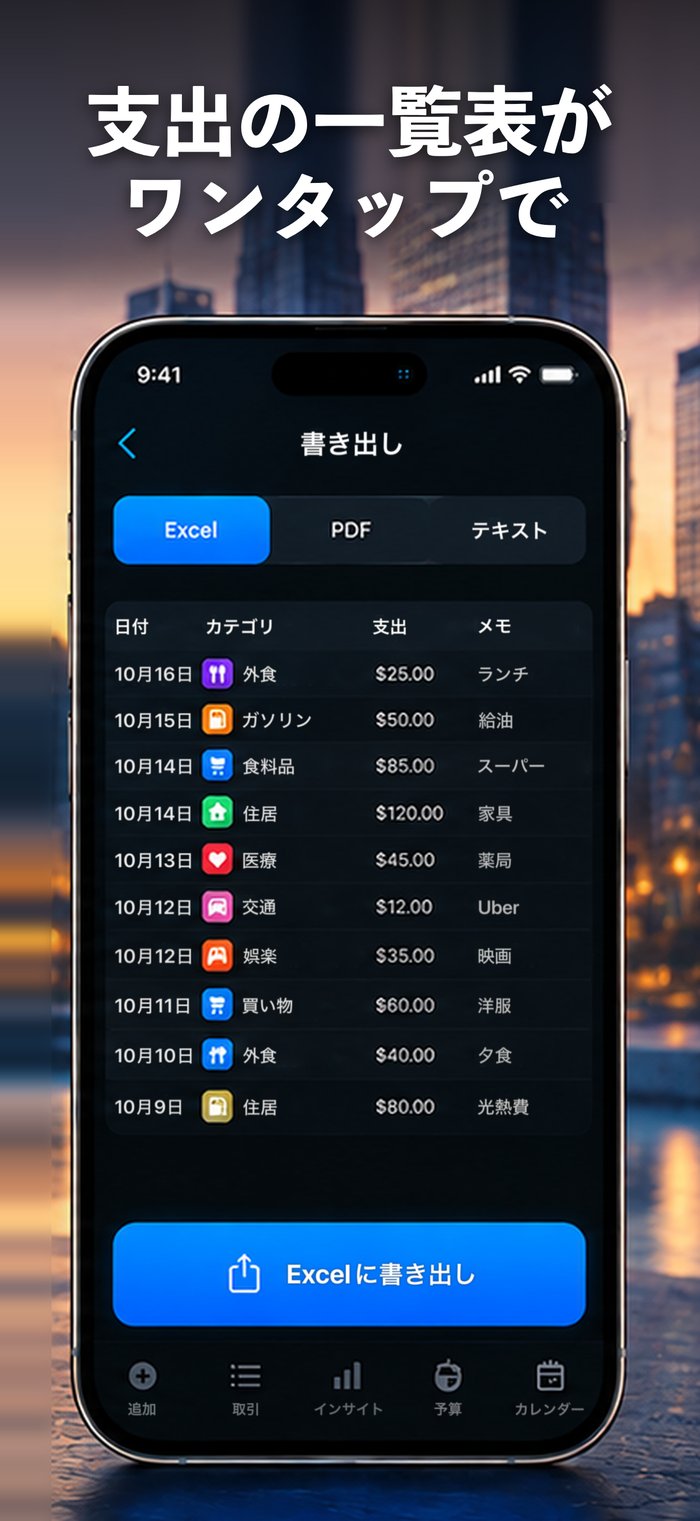 支出の一覧表が
ワンタップで
9:41
書き出し
Excel PDF テキスト
日付 カテゴリ 支出 メモ
10月16日 外食 $25.00 ランチ
10月15日 ガソリン $50.00 給油
10月14日 食料品 $85.00 スーパー
10月14日 住居 $120.00 家具
10月13日 医療 $45.00 薬局
10月12日 交通 $12.00 Uber
10月12日 娯楽 $35.00 映画
10月11日 買い物 $60.00 洋服
10月10日 外食 $40.00 夕食
10月9日 住居 $80.00 光熱費
Excelに書き出し
追加 取引 インサイト 予算 カレンダー